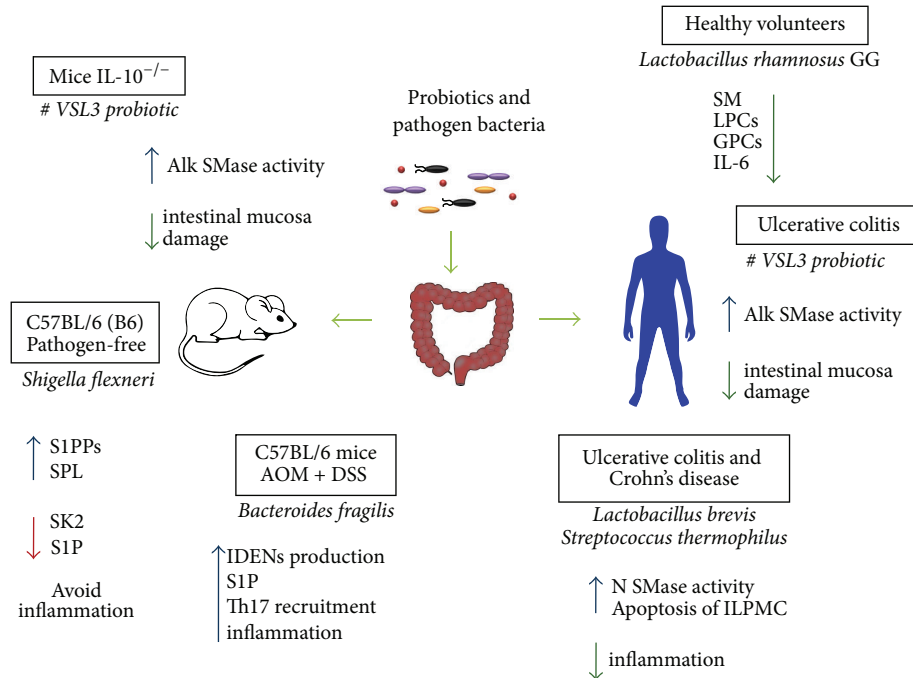 Healthy volunteers
Lactobacillus rhamnosus GG
SM
LPCs
GPCs
IL-6
Mice IL-10−/−
# VSL3 probiotic
Alk SMase activity
intestinal mucosa
damage
Probiotics and
pathogen bacteria
Ulcerative colitis
# VSL3 probiotic
Alk SMase activity
intestinal mucosa
damage
C57BL/6 (B6)
Pathogen-free
Shigella flexneri
S1PPs
SPL
SK2
S1P
Avoid
inflammation
C57BL/6 mice
AOM + DSS
Bacteroides fragilis
IDENs production
S1P
Th17 recruitment
inflammation
Ulcerative colitis and
Crohn's disease
Lactobacillus brevis
Streptococcus thermophilus
N SMase activity
Apoptosis of ILPMC
inflammation